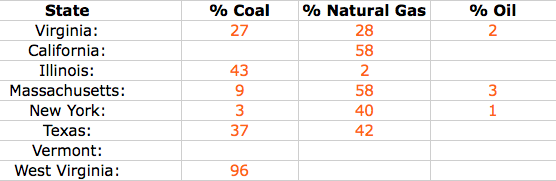 State % Coal % Natural Gas % Oil
Virginia: 27 28 2
California: 58
Illinois: 43 2
Massachusetts: 9 58 3
New York: 3 40 1
Texas: 37 42
Vermont:
West Virginia: 96